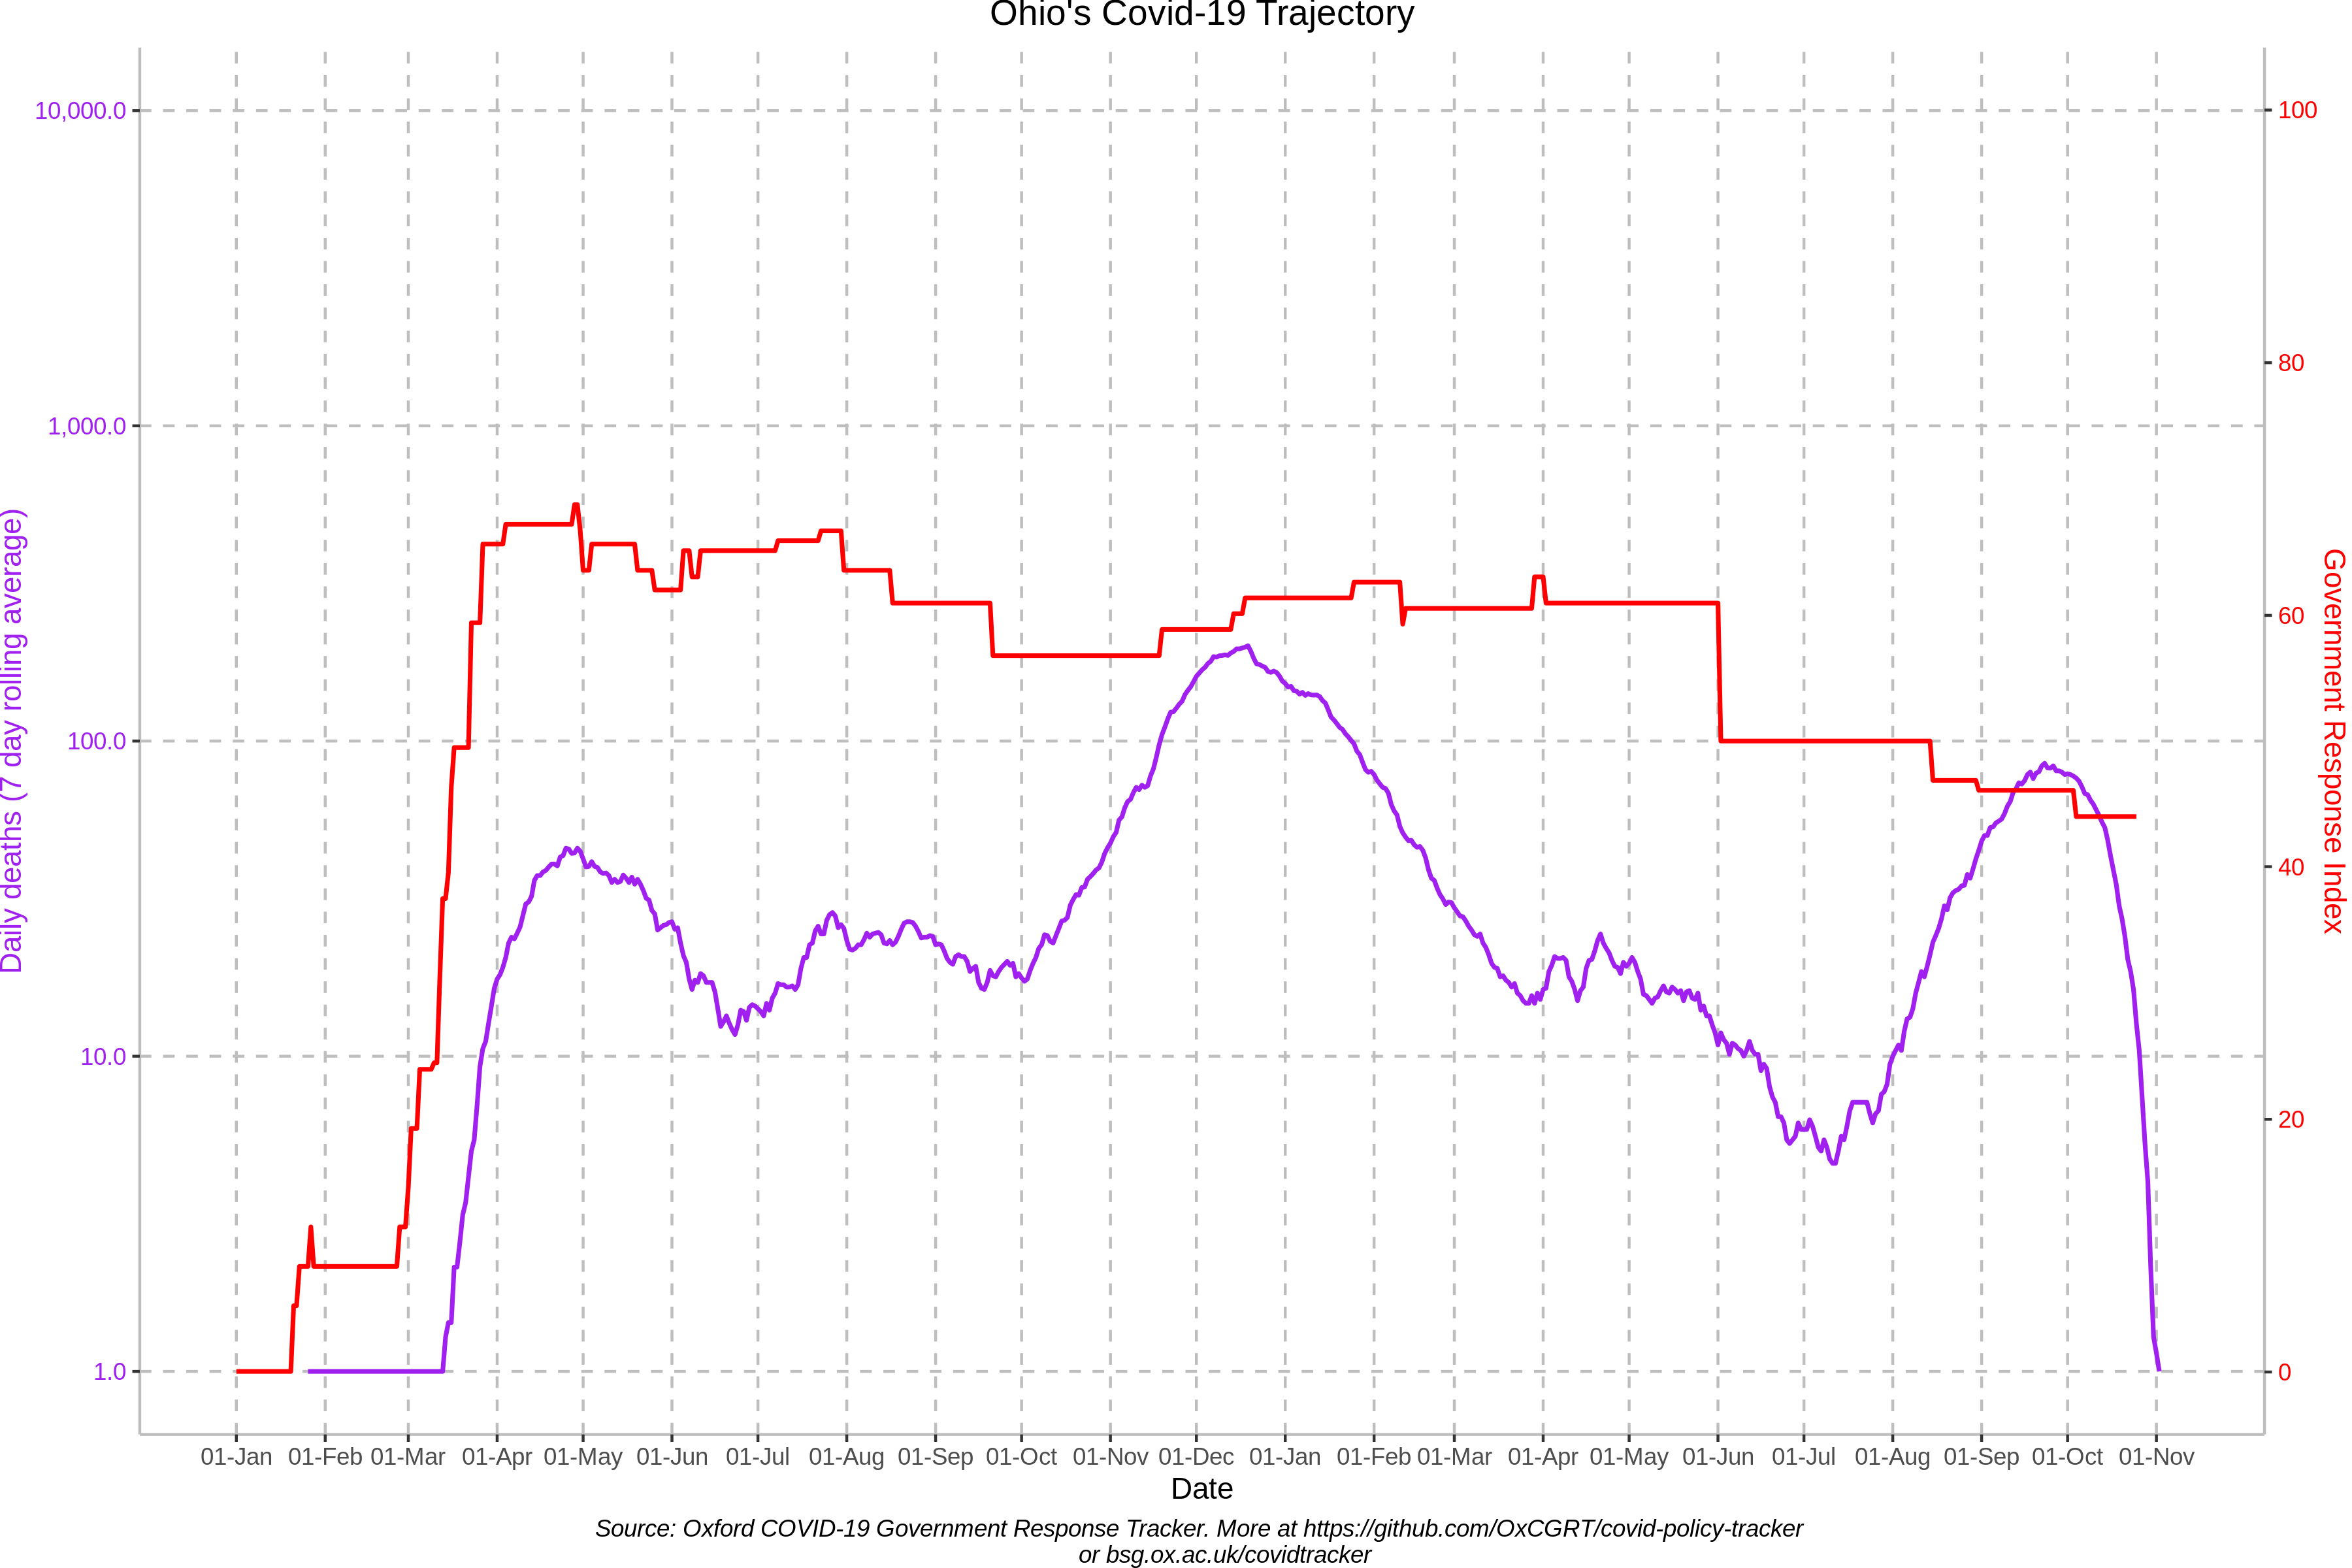 Ohio's Covid-19 Trajectory
10,000.0
1,000.0
100.0
10.0
1.0
Daily deaths (7 day rolling average)
100
80
60
40
20
0
Government Response Index
01-Jan 01-Feb 01-Mar 01-Apr 01-May 01-Jun 01-Jul 01-Aug 01-Sep 01-Oct 01-Nov 01-Dec 01-Jan 01-Feb 01-Mar 01-Apr 01-May 01-Jun 01-Jul 01-Aug 01-Sep 01-Oct 01-Nov
Date
Source: Oxford COVID-19 Government Response Tracker. More at https://github.com/OxCGRT/covid-policy-tracker
or bsg.ox.ac.uk/covidtracker